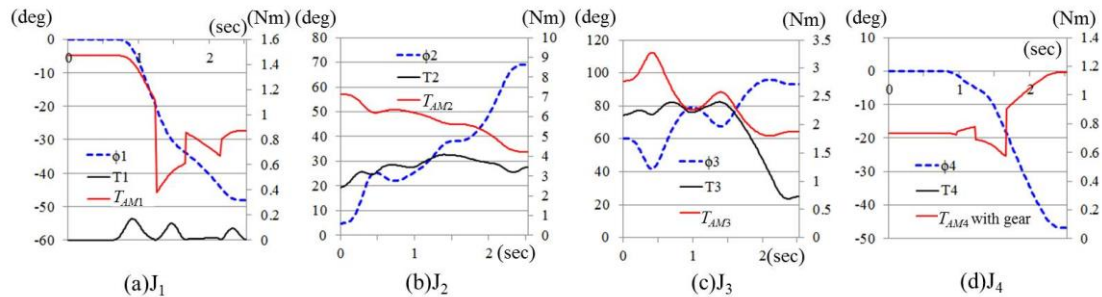 (deg) (Nm) (deg) (Nm) (deg) (Nm) (deg) (Nm)
(sec)
0 -10 -20 -30 -40 -50 -60
0 1 2
1.6 1.4 1.2 1 0.8 0.6 0.4 0.2 0
ϕ1
T1
TAM1
80 70 60 50 40 30 20 10 0
10 9 8 7 6 5 4 3 2 1 0
ϕ2
T2
TAM2
0 1 2 (sec)
120 100 80 60 40 20 0
3.5 3 2.5 2 1.5 1 0.5 0
ϕ3
T3
TAM3
0 1 2 (sec)
10 0 -10 -20 -30 -40 -50
(sec)
0 1 2
1.4 1.2 1 0.8 0.6 0.4 0.2 0
ϕ4
T4
TAM4 with gear
(a)J1 (b)J2 (c)J3 (d)J4